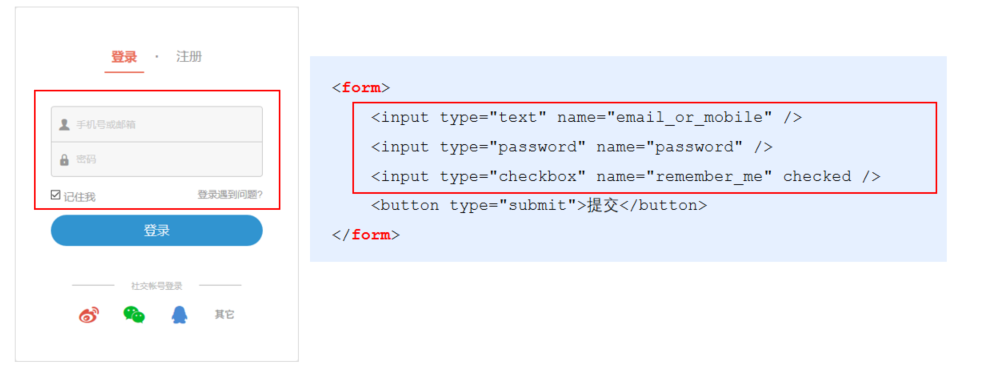 登录 · 注册
手机号或邮箱
密码
记住我 登录遇到问题?
登录
社交帐号登录
其它
<form>
<input type="text" name="email_or_mobile" />
<input type="password" name="password" />
<input type="checkbox" name="remember_me" checked />
<button type="submit">提交</button>
</form>